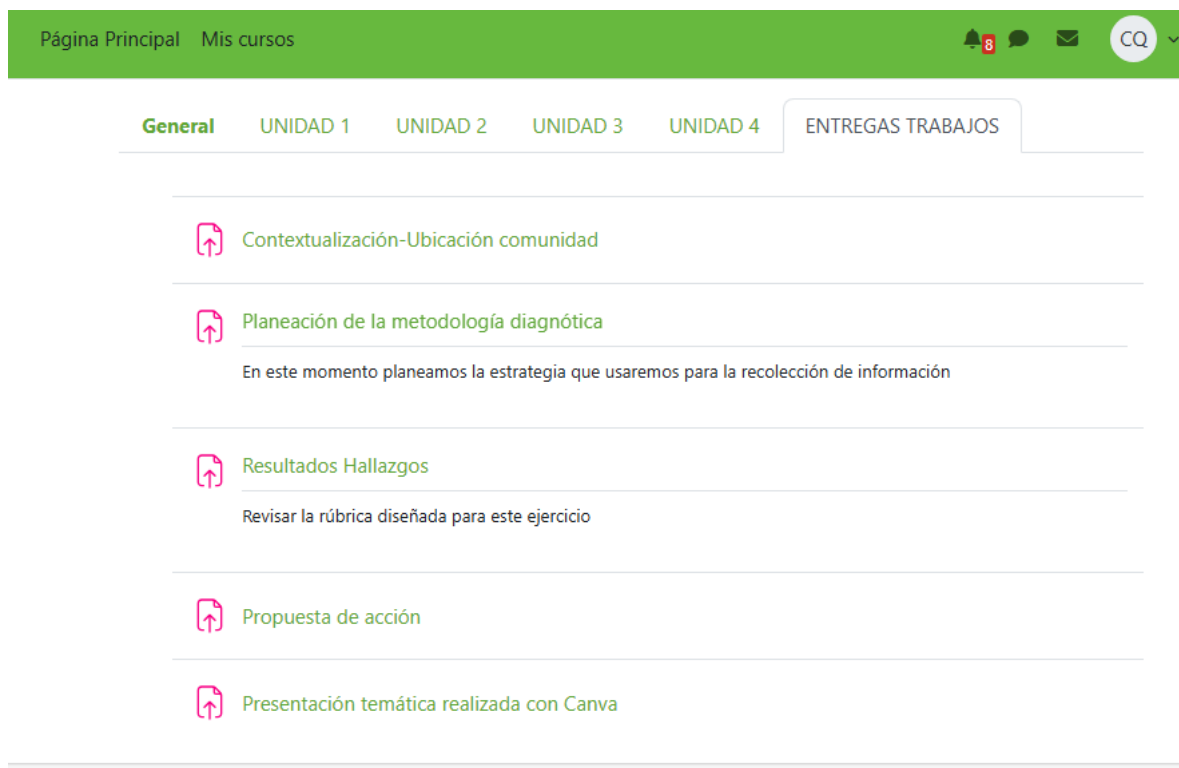 Página Principal Mis cursos 8 CQ
General UNIDAD 1 UNIDAD 2 UNIDAD 3 UNIDAD 4 ENTREGAS TRABAJOS
Contextualización-Ubicación comunidad
Planeación de la metodología diagnótica
En este momento planeamos la estrategia que usaremos para la recolección de información
Resultados Hallazgos
Revisar la rúbrica diseñada para este ejercicio
Propuesta de acción
Presentación temática realizada con Canva